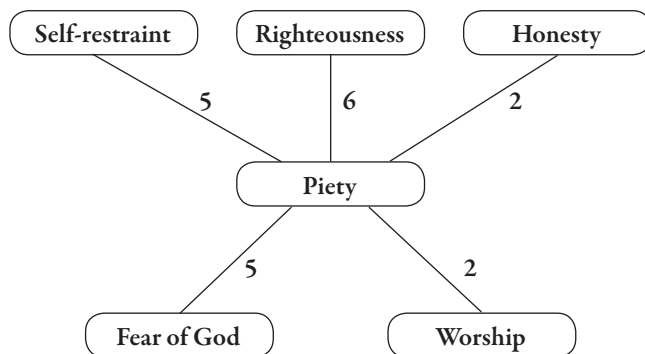 Self-restraint
Righteousness
Honesty
5
6
2
Piety
5
2
Fear of God
Worship